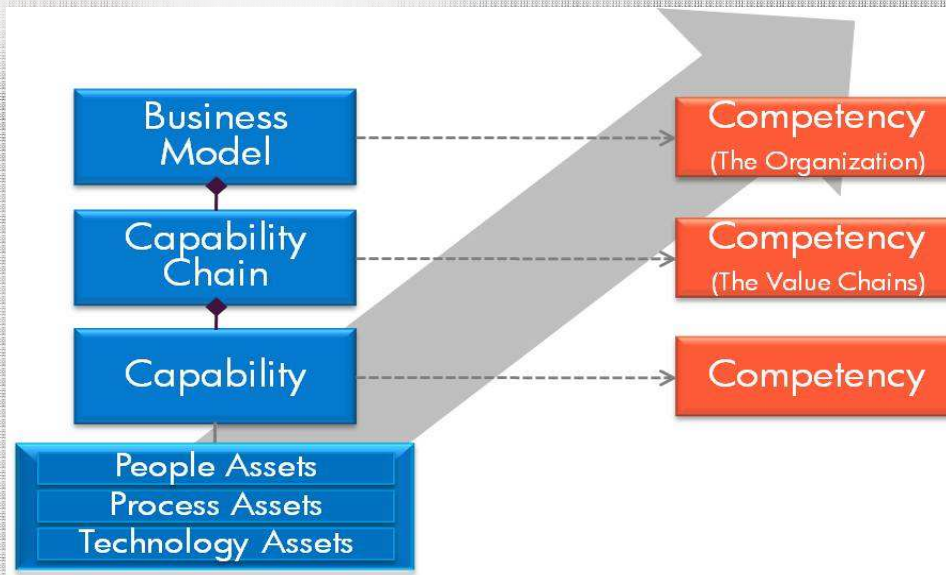 Business
Model
Competency
(The Organization)
Capability
Chain
Competency
(The Value Chains)
Capability
Competency
People Assets
Process Assets
Technology Assets